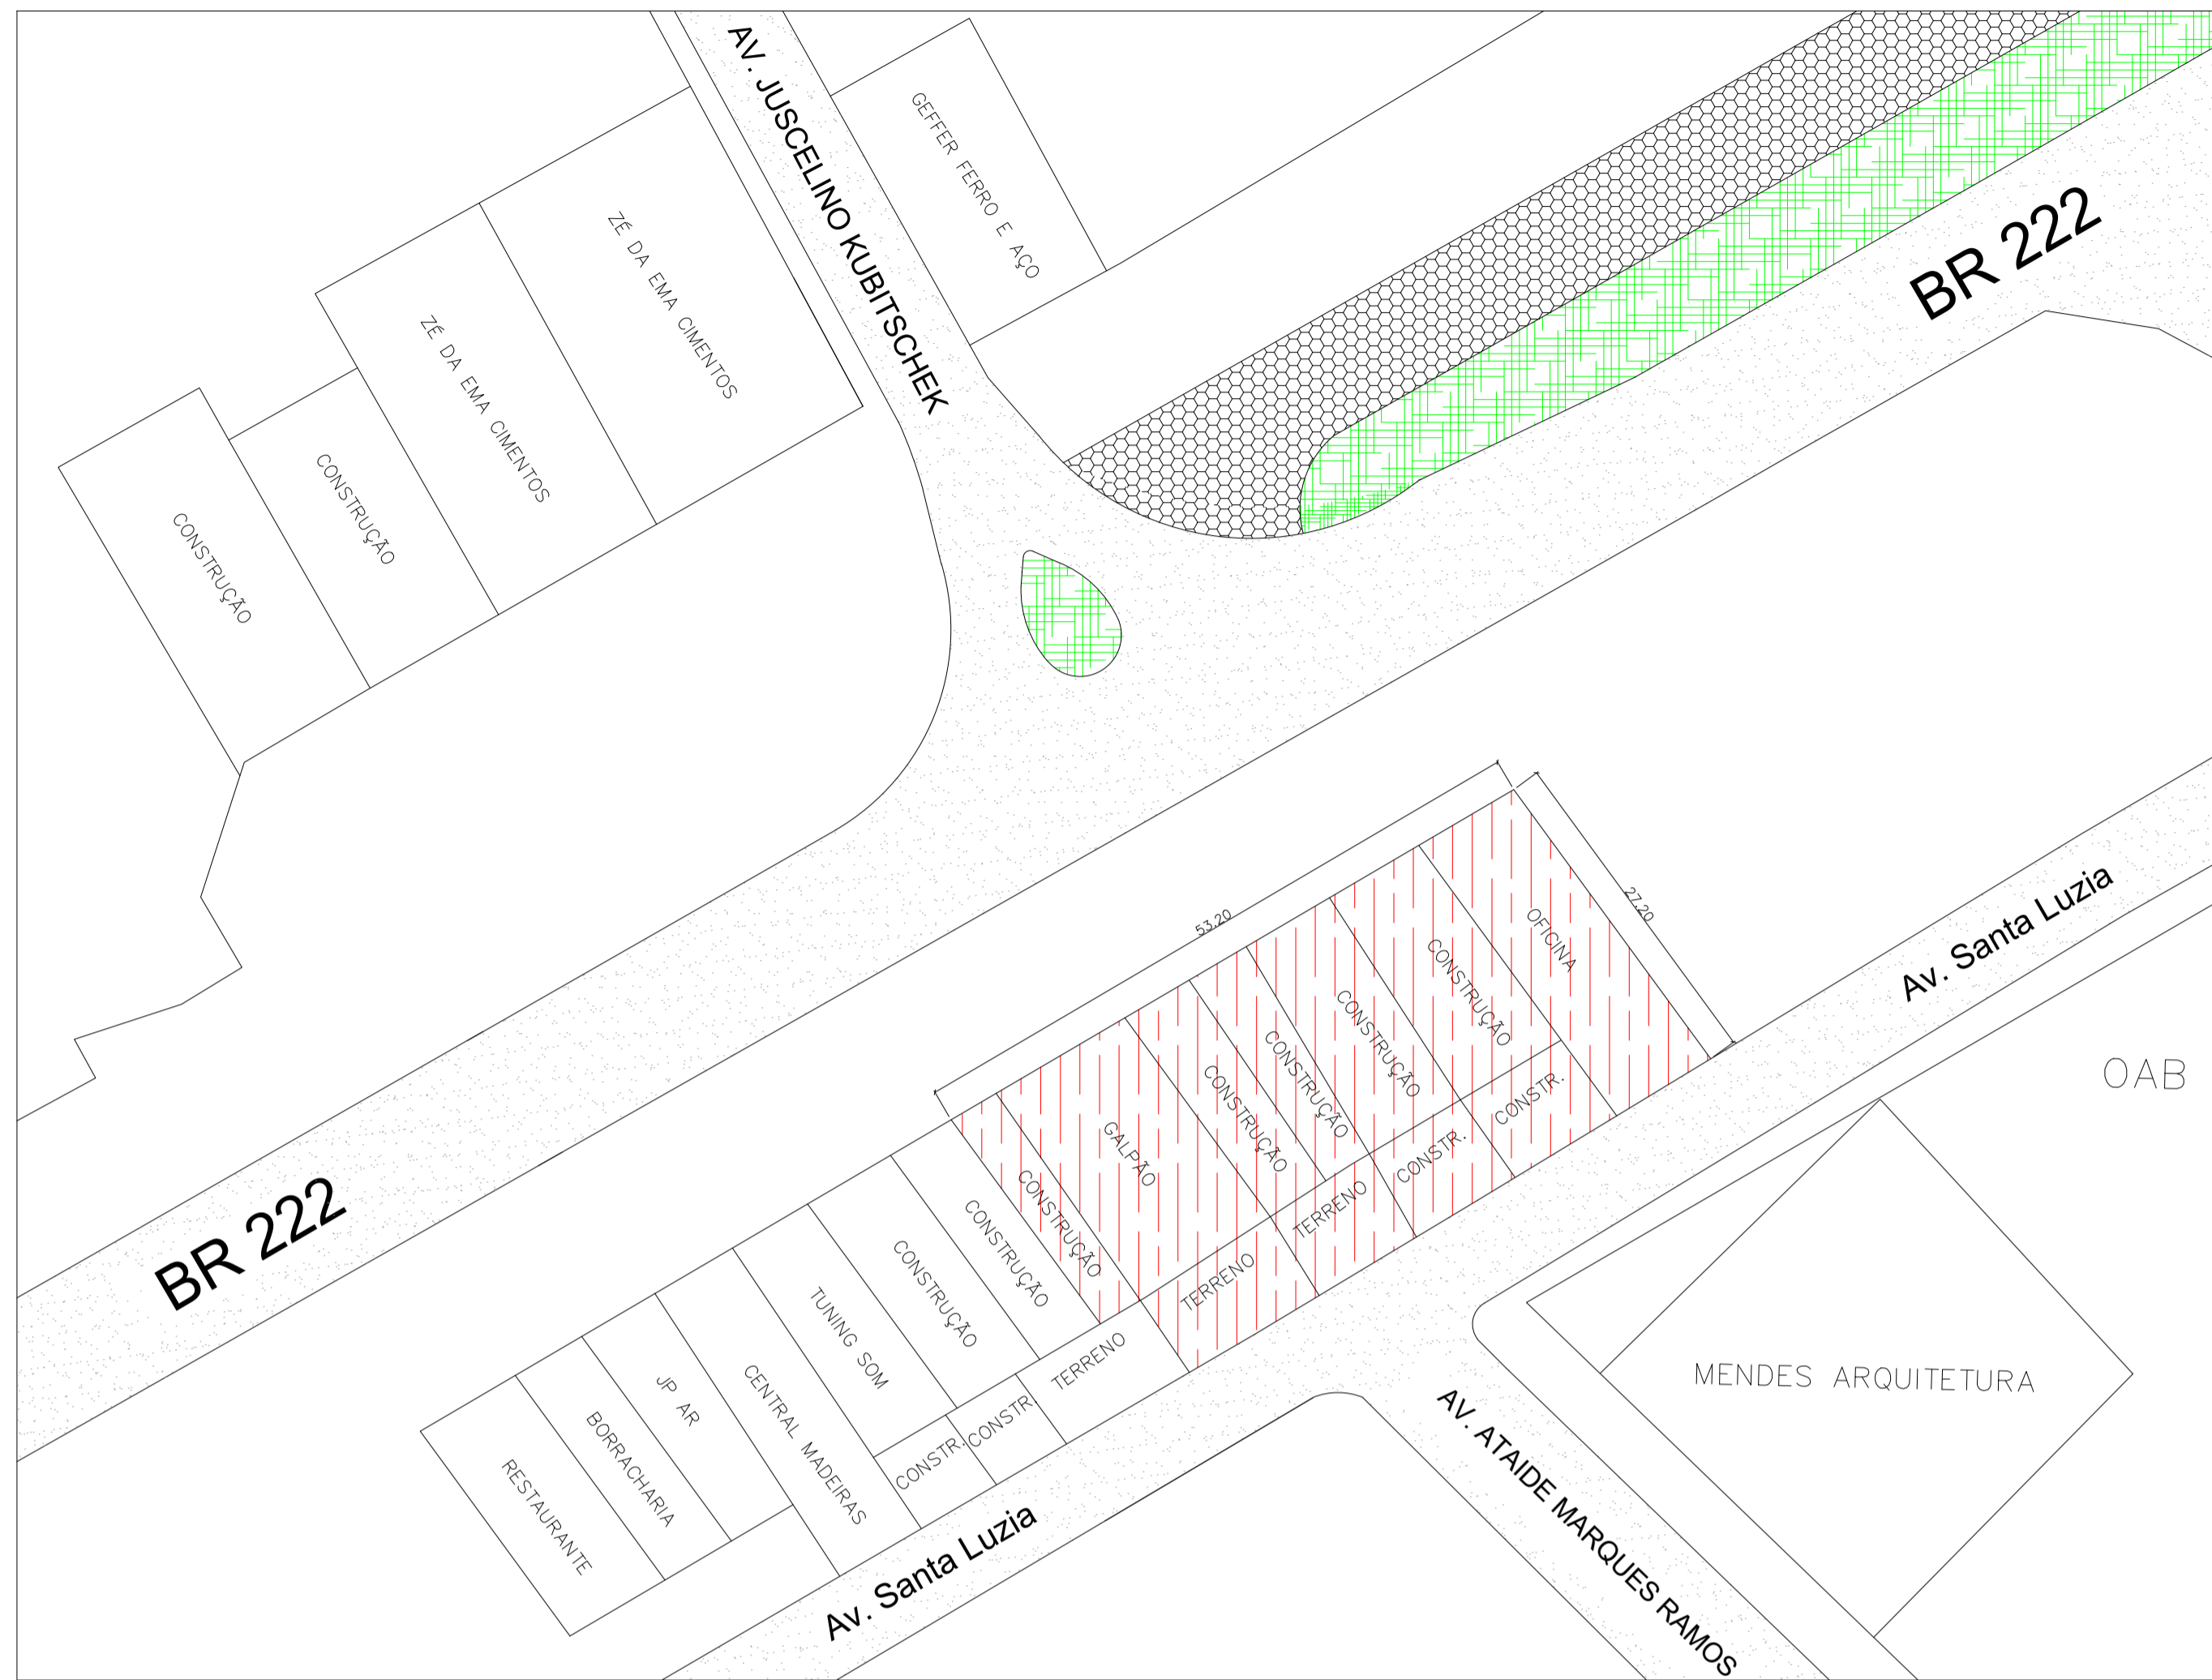 AV. JUSCELINO KUBITSCHEK
GEFFER FERRO E AÇO
ZÉ DA EMA CIMENTOS
ZÉ DA EMA CIMENTOS
CONSTRUÇÃO
CONSTRUÇÃO
BR 222
53,20
27,20
OFICINA
CONSTRUÇÃO
CONSTRUÇÃO
CONSTRUÇÃO
CONSTRUÇÃO
GALPÃO
CONSTRUÇÃO
CONSTR.
CONSTR.
TERRENO
TERRENO
TERRENO
Av. Santa Luzia
OAB
BR 222
CONSTRUÇÃO
CONSTRUÇÃO
TUNING SOM
CENTRAL MADEIRAS
JP AR
BORRACHARIA
RESTAURANTE
CONSTR.
CONSTR.
MENDES ARQUITETURA
Av. Santa Luzia
AV. ATAIDE MARQUES RAMOS